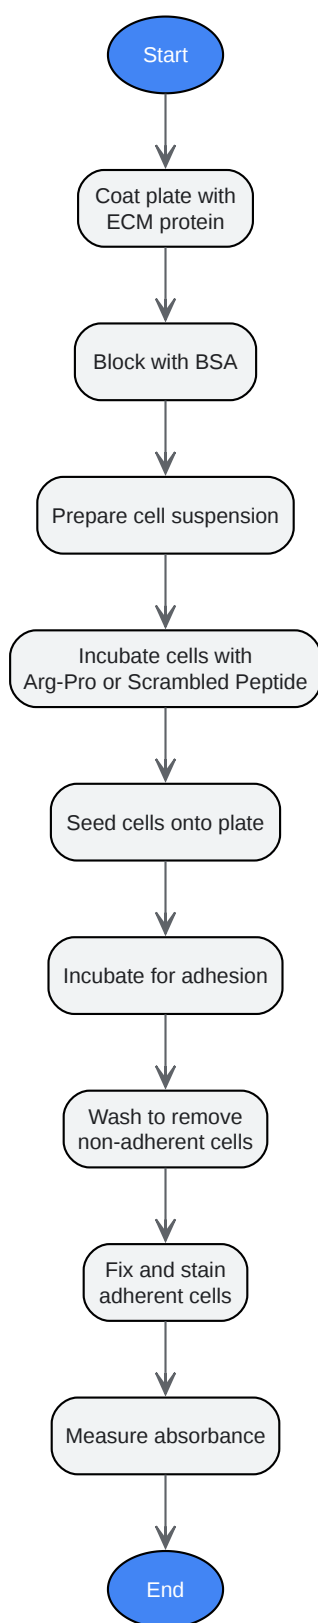 Start
Coat plate with
ECM protein
Block with BSA
Prepare cell suspension
Incubate cells with
Arg-Pro or Scrambled Peptide
Seed cells onto plate
Incubate for adhesion
Wash to remove
non-adherent cells
Fix and stain
adherent cells
Measure absorbance
End